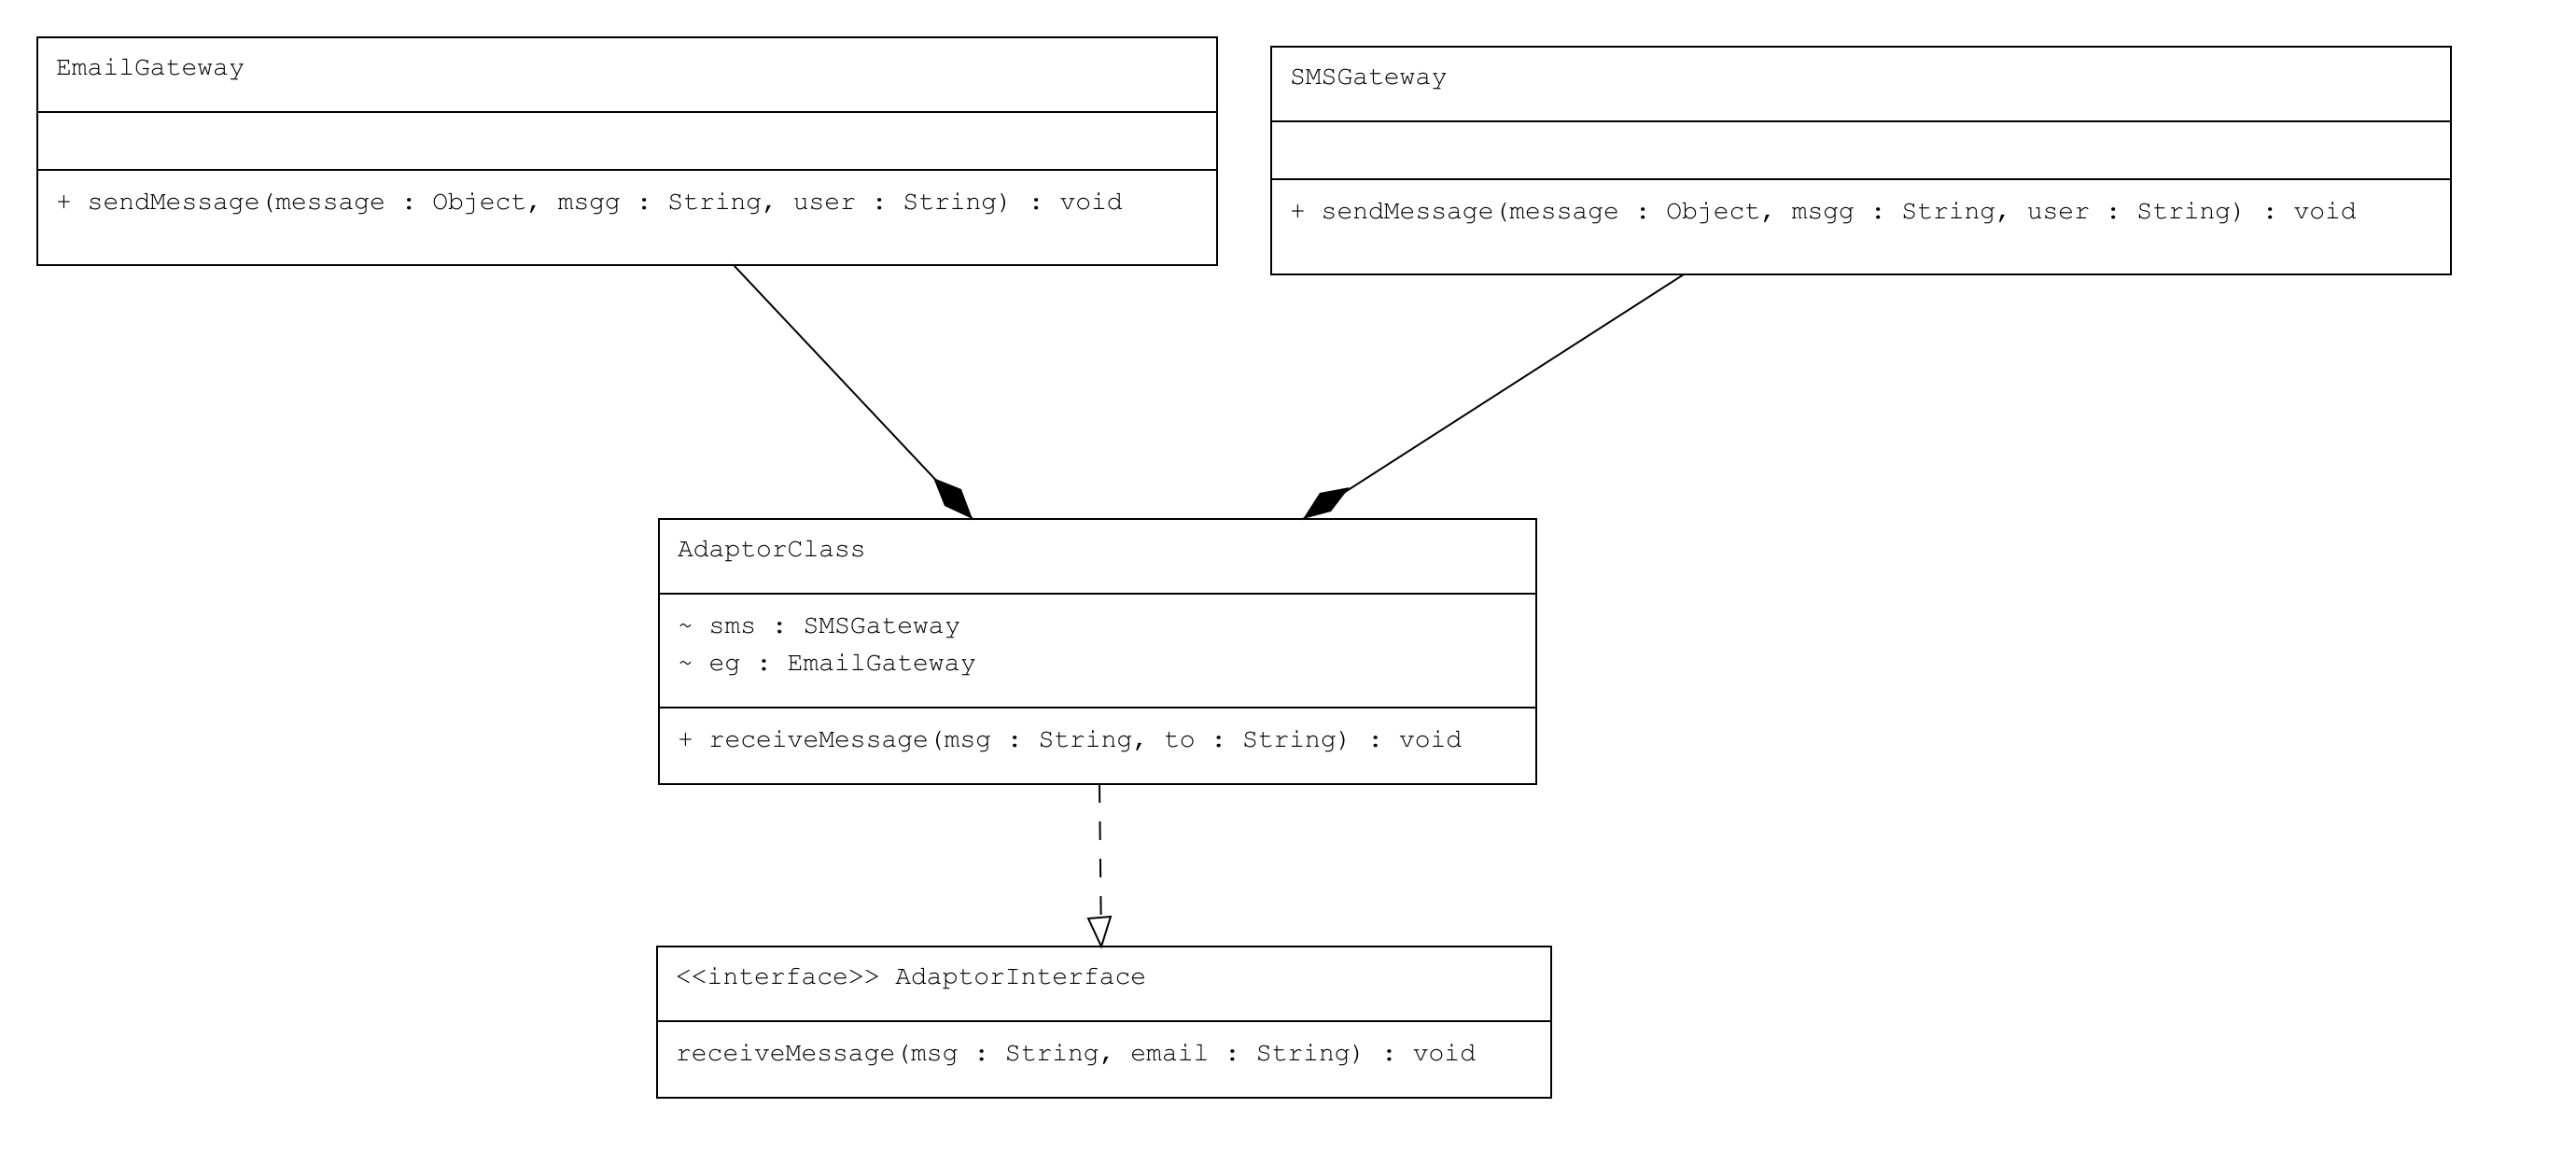 EmailGateway
+ sendMessage(message : Object, msgg : String, user : String) : void
SMSGateway
+ sendMessage(message : Object, msgg : String, user : String) : void
AdaptorClass
~ sms : SMSGateway
~ eg : EmailGateway
+ receiveMessage(msg : String, to : String) : void
<<interface>> AdaptorInterface
receiveMessage(msg : String, email : String) : void